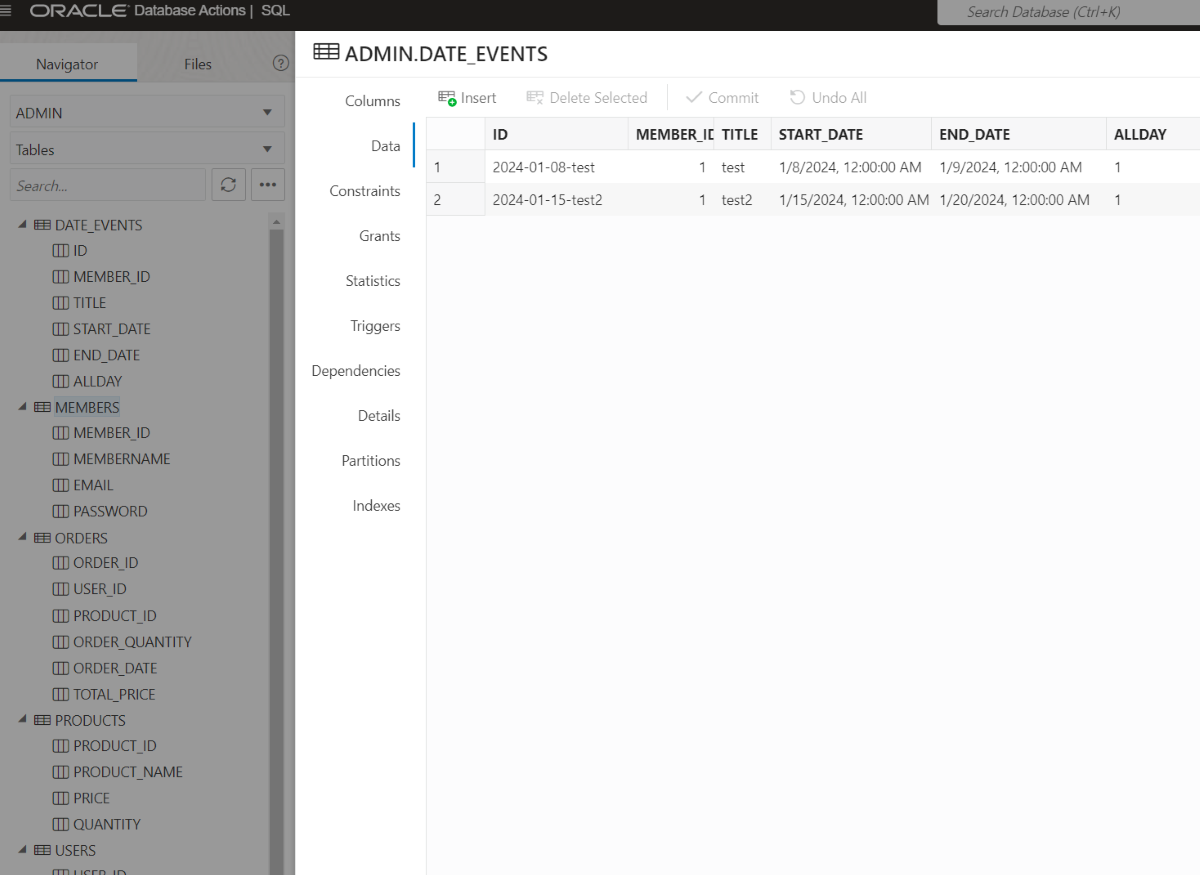 ORACLE Database Actions | SQL
Search Database (Ctrl+K)
Navigator
Files
?
ADMIN
Tables
Search...
DATE_EVENTS
ID
MEMBER_ID
TITLE
START_DATE
END_DATE
ALLDAY
MEMBERS
MEMBER_ID
MEMBERNAME
EMAIL
PASSWORD
ORDERS
ORDER_ID
USER_ID
PRODUCT_ID
ORDER_QUANTITY
ORDER_DATE
TOTAL_PRICE
PRODUCTS
PRODUCT_ID
PRODUCT_NAME
PRICE
QUANTITY
USERS
USER_ID
ADMIN.DATE_EVENTS
Columns
Data
Constraints
Grants
Statistics
Triggers
Dependencies
Details
Partitions
Indexes
Insert Delete Selected Commit Undo All
ID MEMBER_ID TITLE START_DATE END_DATE ALLDAY
1 2024-01-08-test 1 test 1/8/2024, 12:00:00 AM 1/9/2024, 12:00:00 AM 1
2 2024-01-15-test2 1 test2 1/15/2024, 12:00:00 AM 1/20/2024, 12:00:00 AM 1